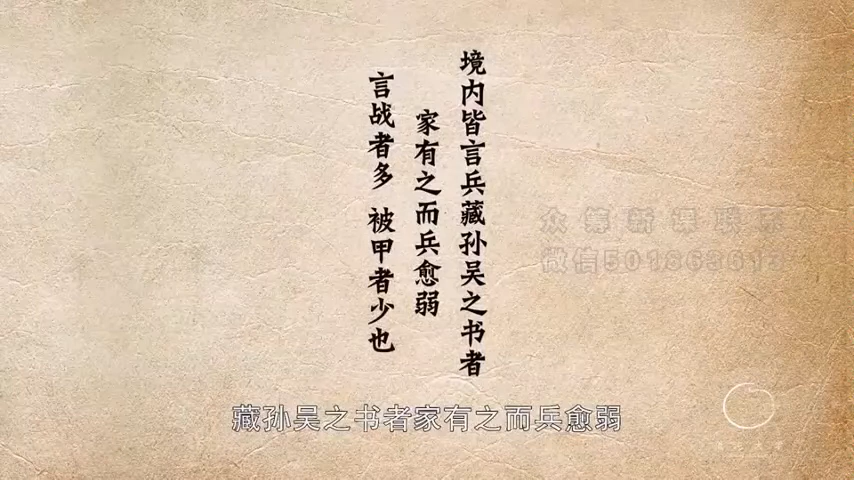 境内皆言兵藏孙吴之书者
家有之而兵愈弱
言战者多 被甲者少也
众筹新课联系
藏孙吴之书者家有之而兵愈弱